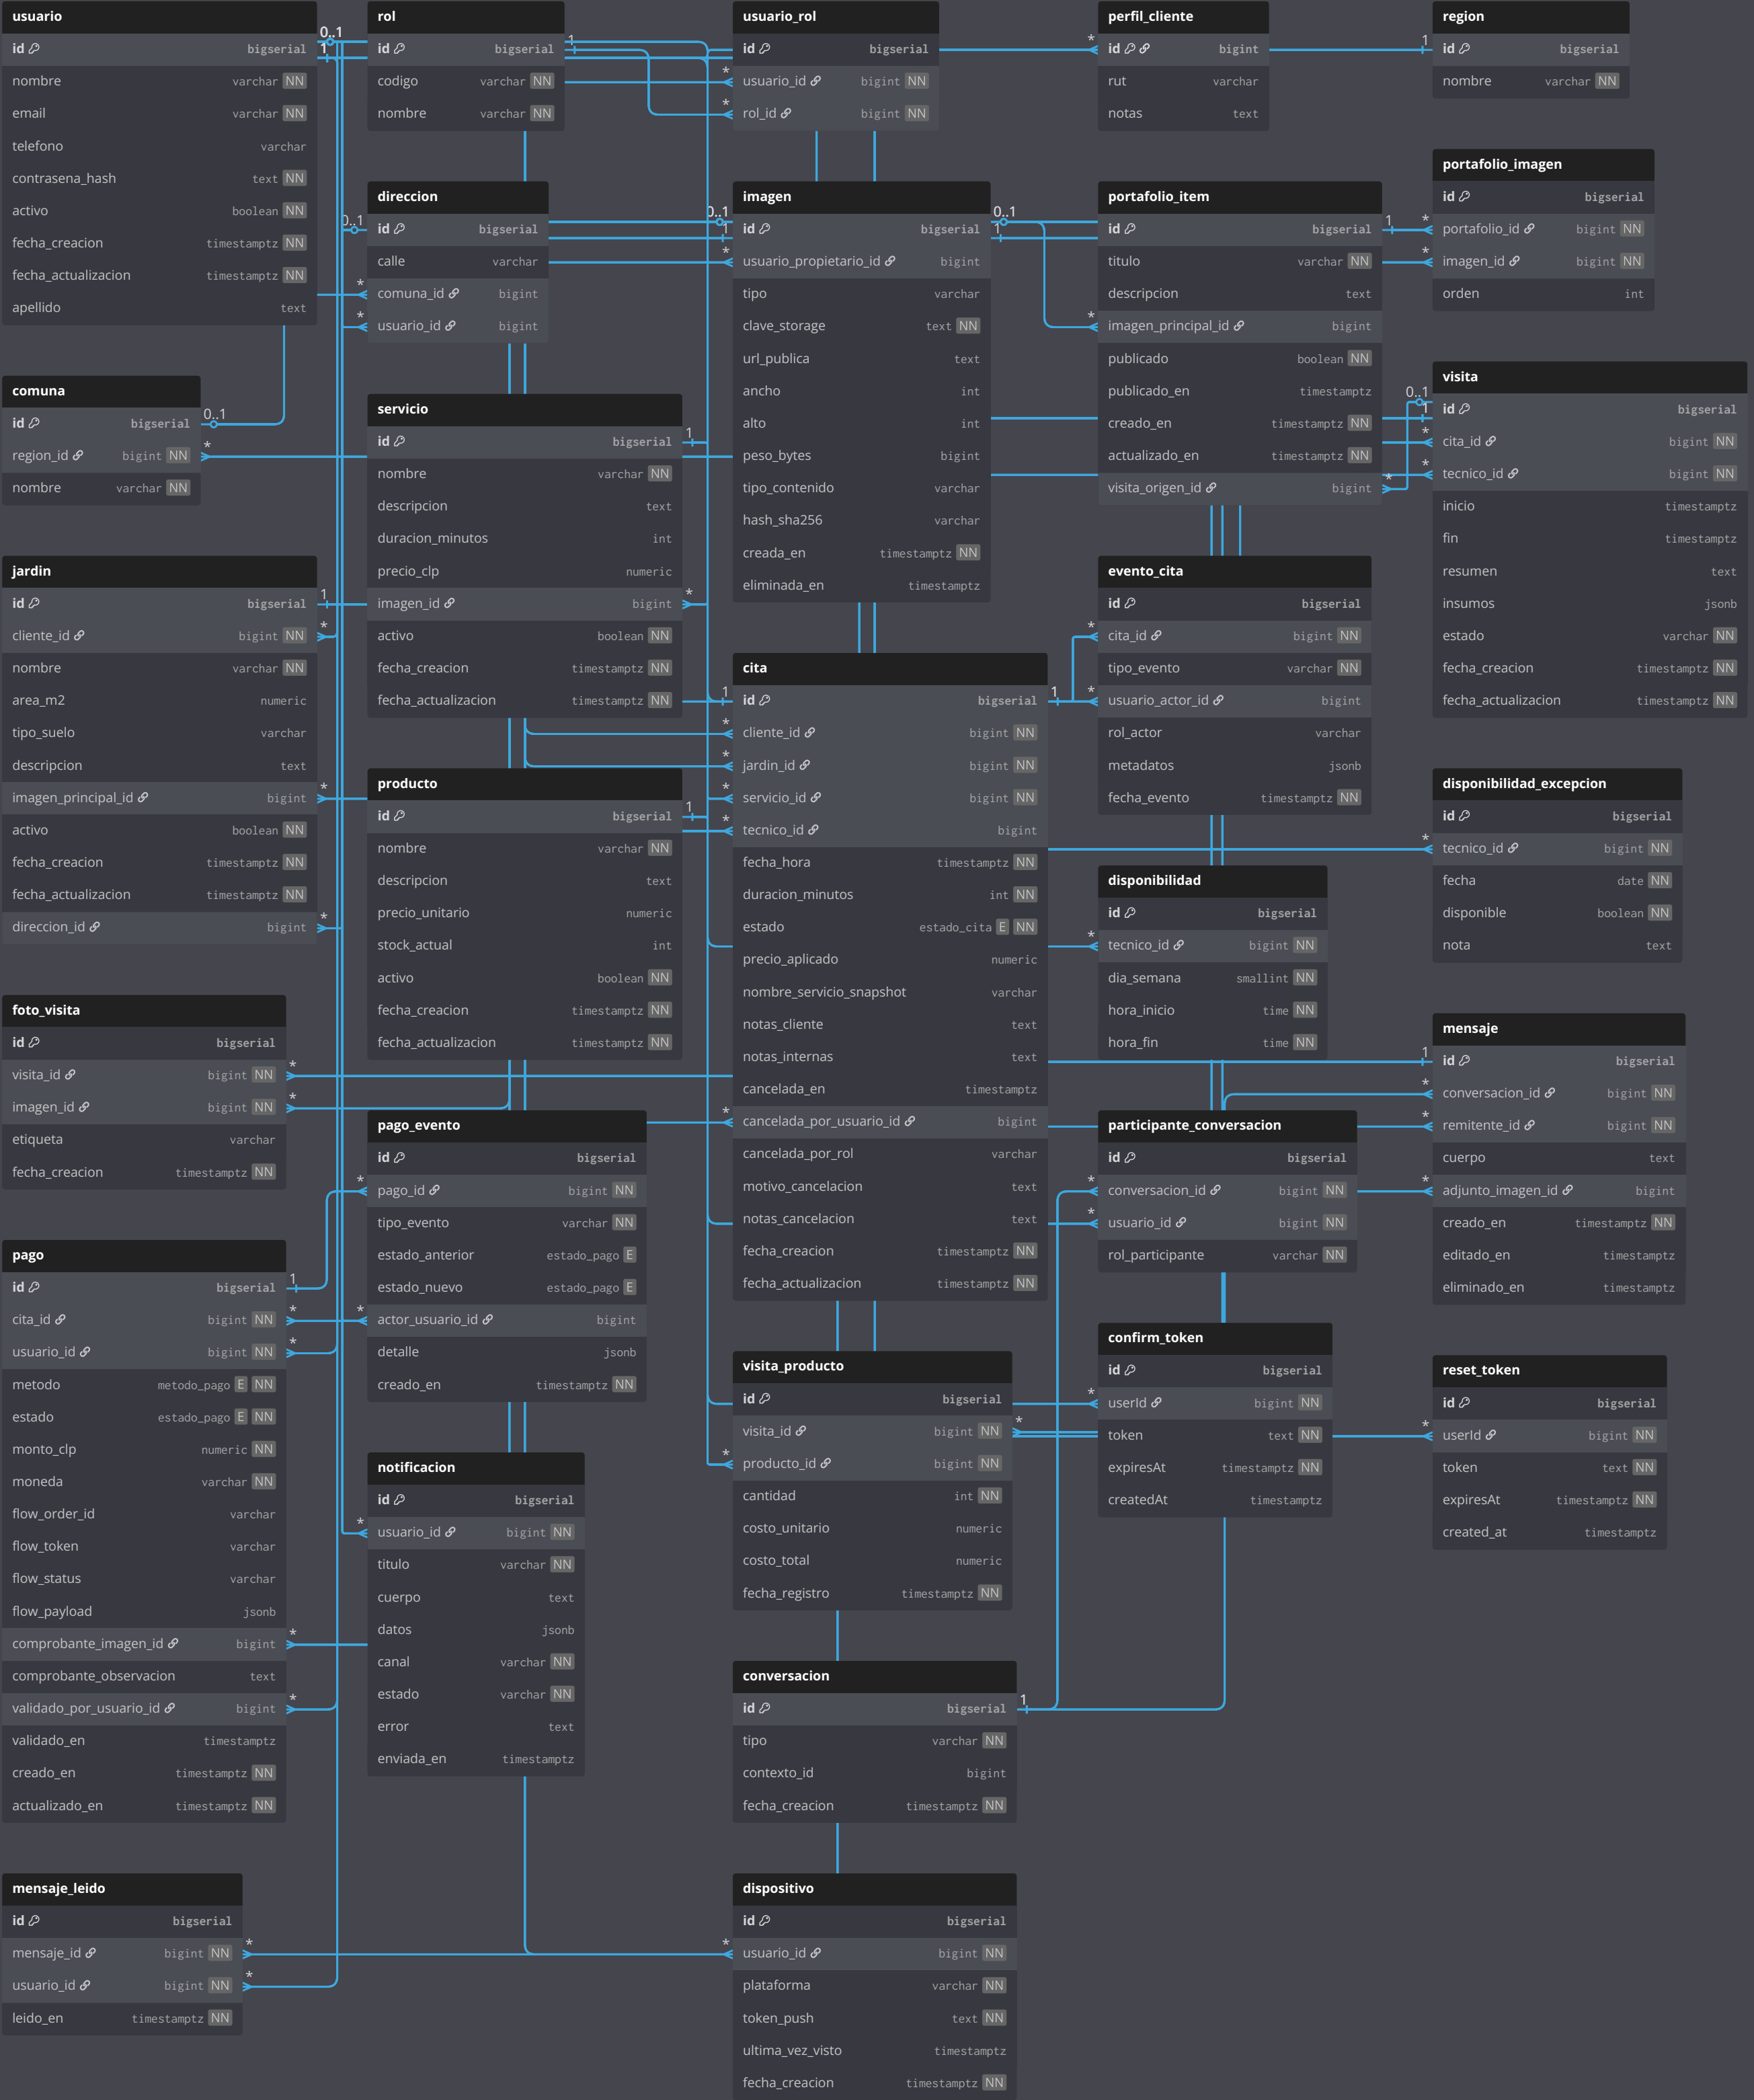 usuario
id bigserial
nombre varchar NN
email varchar NN
telefono varchar
contrasena_hash text NN
activo boolean NN
fecha_creacion timestamptz NN
fecha_actualizacion timestamptz NN
apellido text
0..1
1
rol
id bigserial
codigo varchar NN
nombre varchar NN
1
1
usuario_rol
id bigserial
* usuario_id bigint NN
* rol_id bigint NN
perfil_cliente
* id bigint
rut varchar
notas text
region
1 id bigserial
nombre varchar NN
direccion
0..1 id bigserial
calle varchar
* comuna_id bigint
* usuario_id bigint
imagen
0..1
1
id bigserial
0..1
1
* usuario_propietario_id bigint
tipo varchar
clave_storage text NN
url_publica text
ancho int
alto int
peso_bytes bigint
tipo_contenido varchar
hash_sha256 varchar
creada_en timestamptz NN
eliminada_en timestamptz
portafolio_item
id bigserial 1
titulo varchar NN
descripcion text
* imagen_principal_id bigint
publicado boolean NN
publicado_en timestamptz
creado_en timestamptz NN
actualizado_en timestamptz NN
visita_origen_id bigint *
portafolio_imagen
id bigserial
* portafolio_id bigint NN
* imagen_id bigint NN
orden int
comuna
id bigserial 0..1
region_id bigint NN *
nombre varchar NN
servicio
id bigserial 1
nombre varchar NN
descripcion text
duracion_minutos int
precio_clp numeric
imagen_id bigint *
activo boolean NN
fecha_creacion timestamptz NN
fecha_actualizacion timestamptz NN
visita
0..1
1
id bigserial
* cita_id bigint NN
* tecnico_id bigint NN
inicio timestamptz
fin timestamptz
resumen text
insumos jsonb
estado varchar NN
fecha_creacion timestamptz NN
fecha_actualizacion timestamptz NN
jardin
id bigserial 1
cliente_id bigint NN *
nombre varchar NN
area_m2 numeric
tipo_suelo varchar
descripcion text
imagen_principal_id bigint *
activo boolean NN
fecha_creacion timestamptz NN
fecha_actualizacion timestamptz NN
direccion_id bigint *
evento_cita
id bigserial
* cita_id bigint NN
tipo_evento varchar NN
* usuario_actor_id bigint
rol_actor varchar
metadatos jsonb
fecha_evento timestamptz NN
cita
1 id bigserial 1
* cliente_id bigint NN
* jardin_id bigint NN
* servicio_id bigint NN
* tecnico_id bigint
fecha_hora timestamptz NN
duracion_minutos int NN
estado estado_cita E NN
precio_aplicado numeric
nombre_servicio_snapshot varchar
notas_cliente text
notas_internas text
cancelada_en timestamptz
* cancelada_por_usuario_id bigint
cancelada_por_rol varchar
motivo_cancelacion text
notas_cancelacion text
fecha_creacion timestamptz NN
fecha_actualizacion timestamptz NN
producto
id bigserial 1
nombre varchar NN
descripcion text
precio_unitario numeric
stock_actual int
activo boolean NN
fecha_creacion timestamptz NN
fecha_actualizacion timestamptz NN
disponibilidad_excepcion
id bigserial
* tecnico_id bigint NN
fecha date NN
disponible boolean NN
nota text
disponibilidad
id bigserial
* tecnico_id bigint NN
dia_semana smallint NN
hora_inicio time NN
hora_fin time NN
foto_visita
id bigserial
visita_id bigint NN *
imagen_id bigint NN *
etiqueta varchar
fecha_creacion timestamptz NN
mensaje
1 id bigserial
* conversacion_id bigint NN
* remitente_id bigint NN
cuerpo text
* adjunto_imagen_id bigint
creado_en timestamptz NN
editado_en timestamptz
eliminado_en timestamptz
pago_evento
id bigserial
* pago_id bigint NN
tipo_evento varchar NN
estado_anterior estado_pago E
estado_nuevo estado_pago E
* actor_usuario_id bigint
detalle jsonb
creado_en timestamptz NN
participante_conversacion
id bigserial
* conversacion_id bigint NN
* usuario_id bigint NN
rol_participante varchar NN
pago
id bigserial 1
cita_id bigint NN *
usuario_id bigint NN *
metodo metodo_pago E NN
estado estado_pago E NN
monto_clp numeric NN
moneda varchar NN
flow_order_id varchar
flow_token varchar
flow_status varchar
flow_payload jsonb
comprobante_imagen_id bigint *
comprobante_observacion text
validado_por_usuario_id bigint *
validado_en timestamptz
creado_en timestamptz NN
actualizado_en timestamptz NN
confirm_token
id bigserial
* userId bigint NN
token text NN
expiresAt timestamptz NN
createdAt timestamptz
visita_producto
id bigserial
visita_id bigint NN *
* producto_id bigint NN
cantidad int NN
costo_unitario numeric
costo_total numeric
fecha_registro timestamptz NN
reset_token
id bigserial
* userId bigint NN
token text NN
expiresAt timestamptz NN
created_at timestamptz
notificacion
id bigserial
* usuario_id bigint NN
titulo varchar NN
cuerpo text
datos jsonb
canal varchar NN
estado varchar NN
error text
enviada_en timestamptz
conversacion
id bigserial 1
tipo varchar NN
contexto_id bigint
fecha_creacion timestamptz NN
mensaje_leido
id bigserial
mensaje_id bigint NN *
usuario_id bigint NN *
leido_en timestamptz NN
dispositivo
id bigserial
* usuario_id bigint NN
plataforma varchar NN
token_push text NN
ultima_vez_visto timestamptz
fecha_creacion timestamptz NN